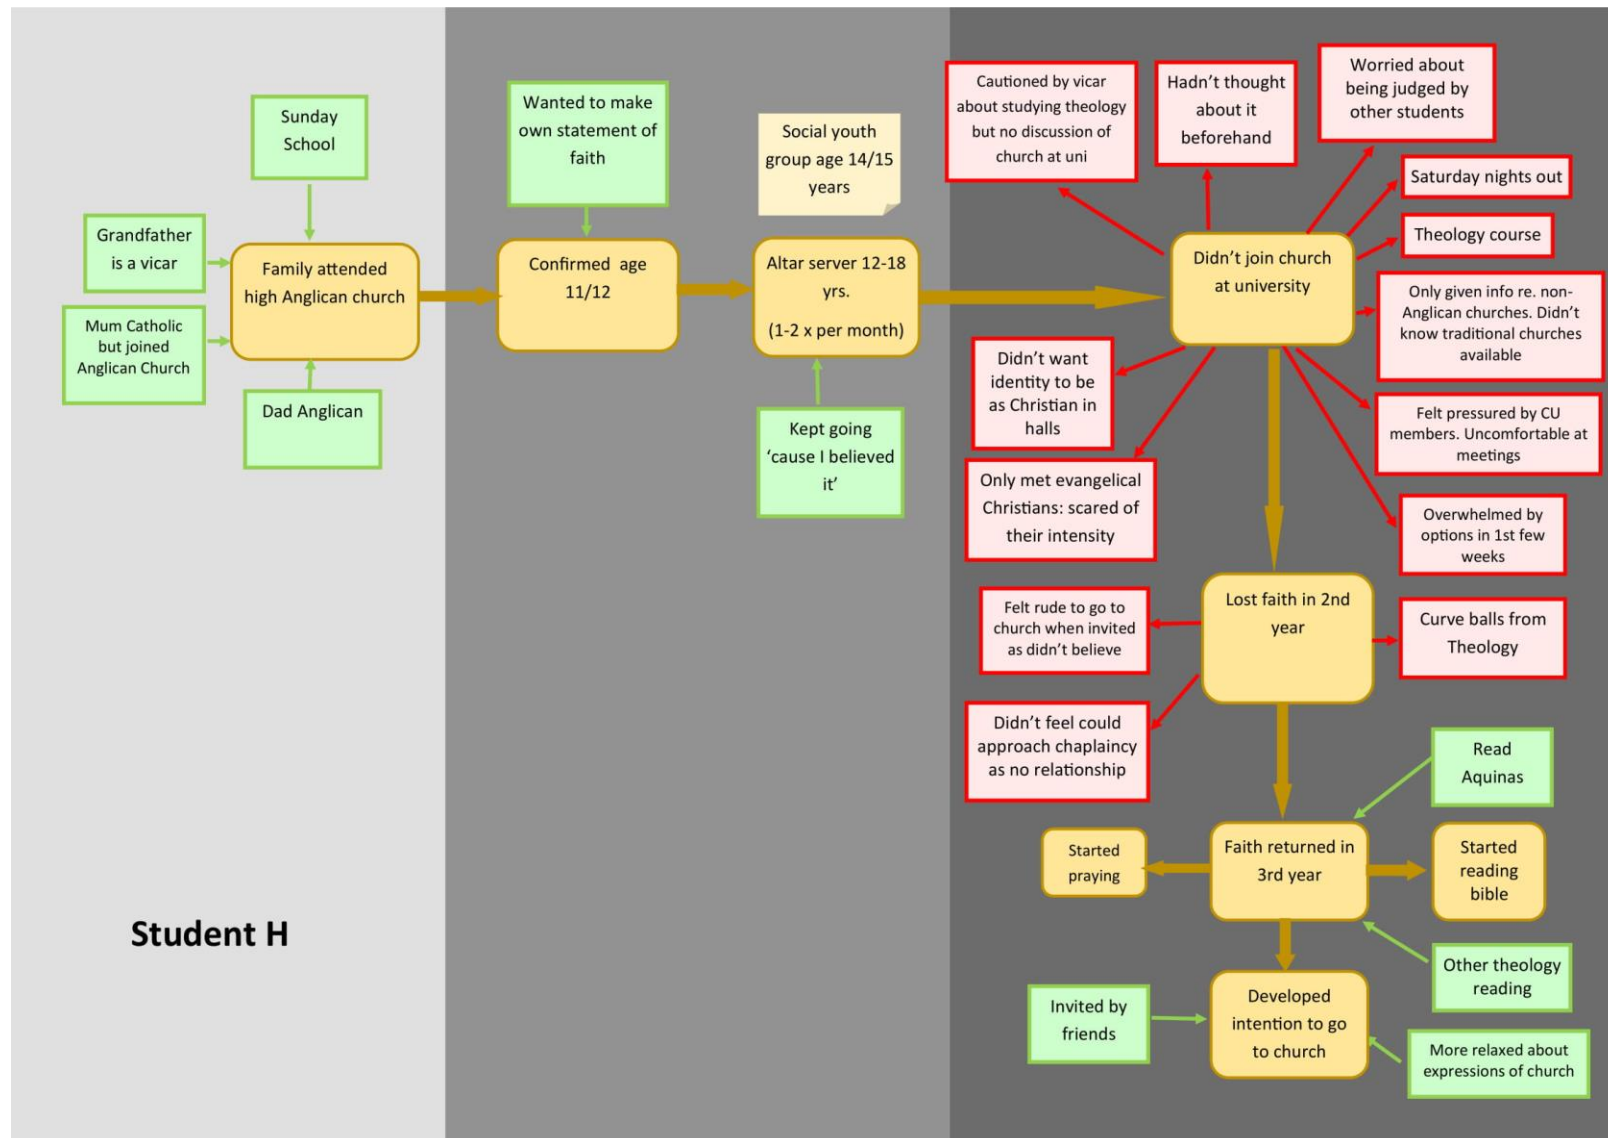 Sunday
School
Grandfather
is a vicar
Mum Catholic
but joined
Anglican Church
Family attended
high Anglican church
Dad Anglican
Student H
Wanted to make
own statement of
faith
Confirmed age
11/12
Social youth
group age 14/15
years
Altar server 12-18
yrs.
(1-2 x per month)
Kept going
‘cause I believed
it’
Cautioned by vicar
about studying theology
but no discussion of
church at uni
Hadn’t thought
about it
beforehand
Worried about
being judged by
other students
Saturday nights out
Theology course
Didn’t join church
at university
Only given info re. non-
Anglican churches. Didn’t
know traditional churches
available
Didn’t want
identity to be
as Christian in
halls
Felt pressured by CU
members. Uncomfortable at
meetings
Only met evangelical
Christians: scared of
their intensity
Overwhelmed by
options in 1st few
weeks
Felt rude to go to
church when invited
as didn’t believe
Lost faith in 2nd
year
Curve balls from
Theology
Didn’t feel could
approach chaplaincy
as no relationship
Read
Aquinas
Started
praying
Faith returned in
3rd year
Started
reading
bible
Other theology
reading
Invited by
friends
Developed
intention to go
to church
More relaxed about
expressions of church